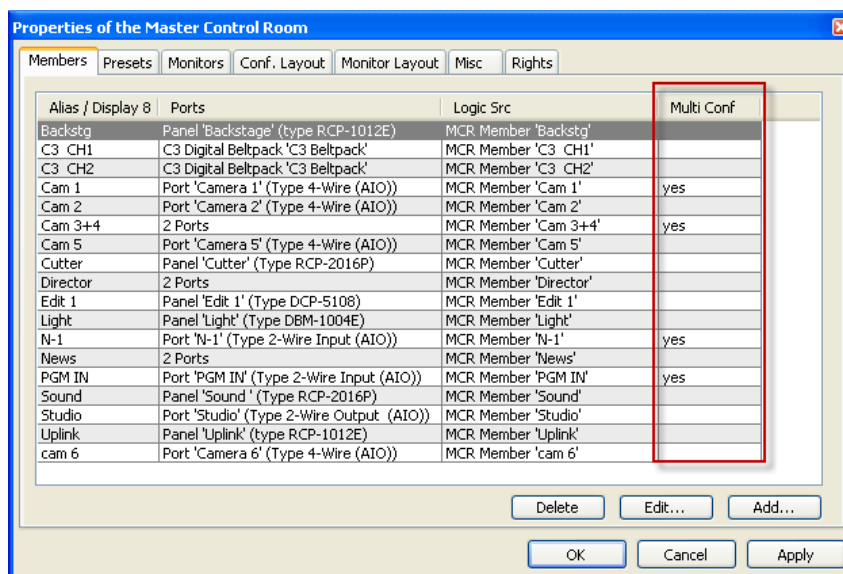 Properties of the Master Control Room
Members Presets Monitors Conf. Layout Monitor Layout Misc Rights
Alias / Display 8 Ports Logic Src Multi Conf
Backstg Panel 'Backstage' (type RCP-1012E) MCR Member 'Backstg'
C3 CH1 C3 Digital Beltpack 'C3 Beltpack' MCR Member 'C3 CH1'
C3 CH2 C3 Digital Beltpack 'C3 Beltpack' MCR Member 'C3 CH2'
Cam 1 Port 'Camera 1' (Type 4-Wire (AIO)) MCR Member 'Cam 1' yes
Cam 2 Port 'Camera 2' (Type 4-Wire (AIO)) MCR Member 'Cam 2'
Cam 3+4 2 Ports MCR Member 'Cam 3+4' yes
Cam 5 Port 'Camera 5' (Type 4-Wire (AIO)) MCR Member 'Cam 5'
Cutter Panel 'Cutter' (Type RCP-2016P) MCR Member 'Cutter'
Director 2 Ports MCR Member 'Director'
Edit 1 Panel 'Edit 1' (Type DCP-5108) MCR Member 'Edit 1'
Light Panel 'Light' (Type DBM-1004E) MCR Member 'Light'
N-1 Port 'N-1' (Type 2-Wire Input (AIO)) MCR Member 'N-1' yes
News 2 Ports MCR Member 'News'
PGM IN Port 'PGM IN' (Type 2-Wire Input (AIO)) MCR Member 'PGM IN' yes
Sound Panel 'Sound ' (Type RCP-2016P) MCR Member 'Sound'
Studio Port 'Studio' (Type 2-Wire Output (AIO)) MCR Member 'Studio'
Uplink Panel 'Uplink' (type RCP-1012E) MCR Member 'Uplink'
cam 6 Port 'Camera 6' (Type 4-Wire (AIO)) MCR Member 'cam 6'
Delete Edit... Add...
OK Cancel Apply